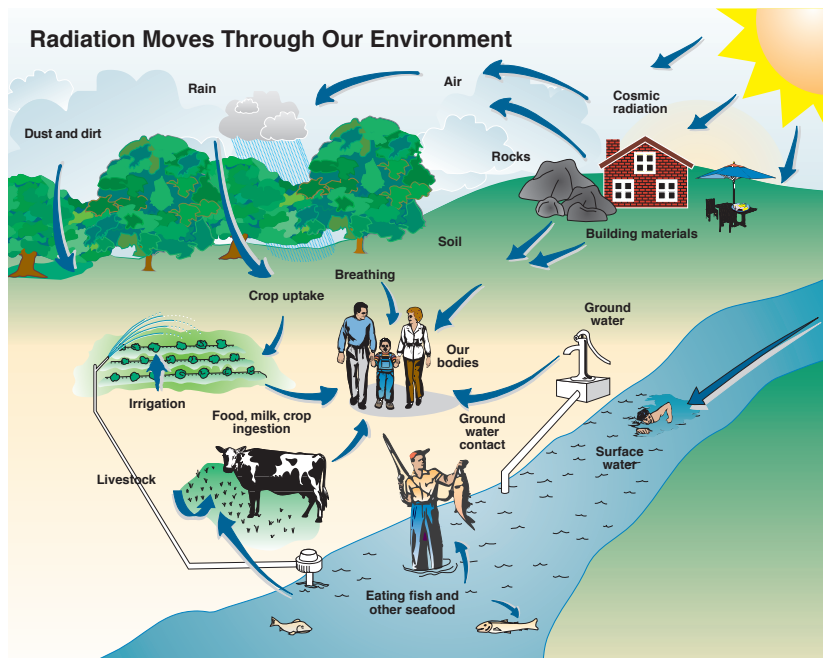 Radiation Moves Through Our Environment
Rain
Air
Cosmic
radiation
Dust and dirt
Rocks
Building materials
Soil
Breathing
Crop uptake
Ground
water
Our
bodies
Irrigation
Food, milk, crop
ingestion
Ground
water
contact
Surface
water
Livestock
Eating fish and
other seafood